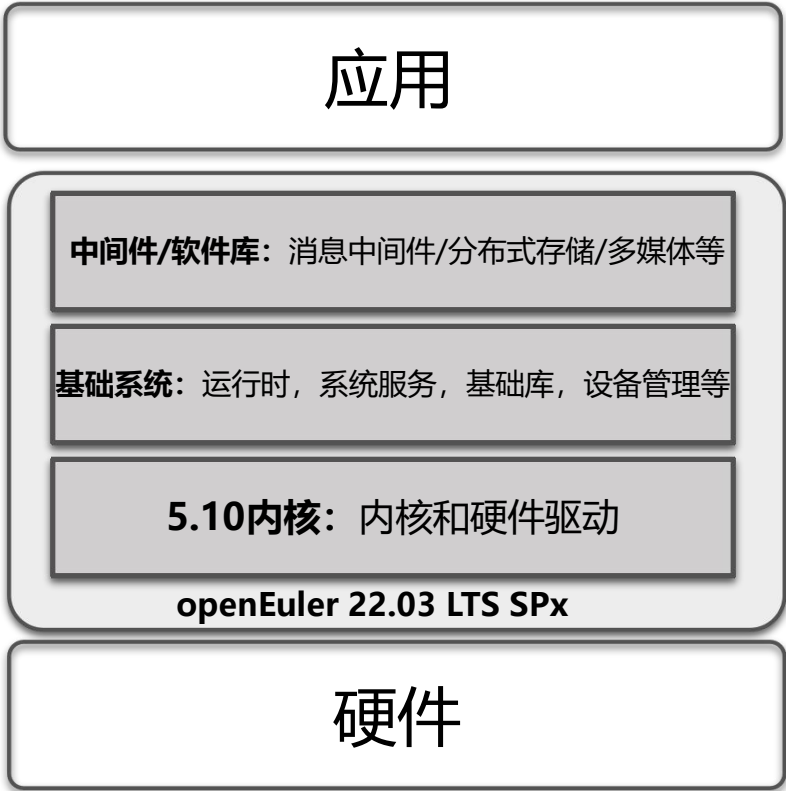 应用
中间件/软件库：消息中间件/分布式存储/多媒体等
基础系统：运行时，系统服务，基础库，设备管理等
5.10内核：内核和硬件驱动
openEuler 22.03 LTS SPx
硬件